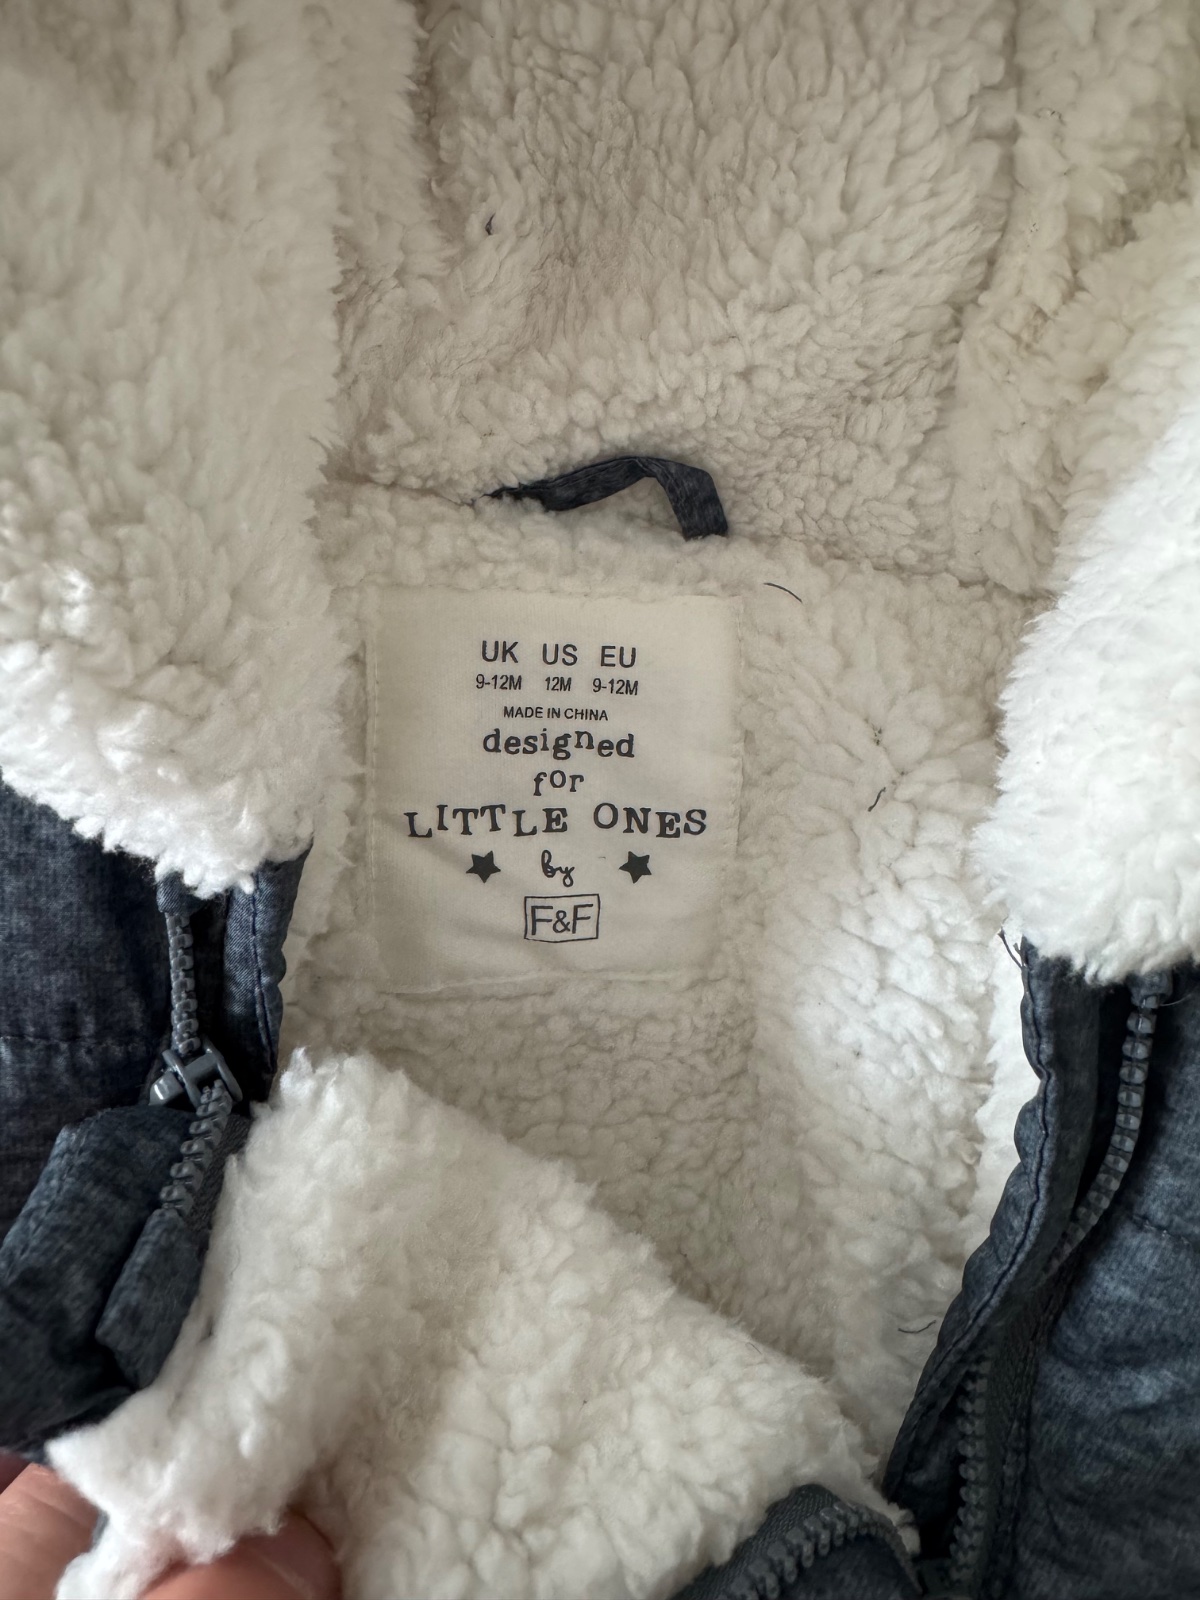 UK US EU
9-12M 12M 9-12M
MADE IN CHINA
designed
for
LITTLE ONES
by
F&F